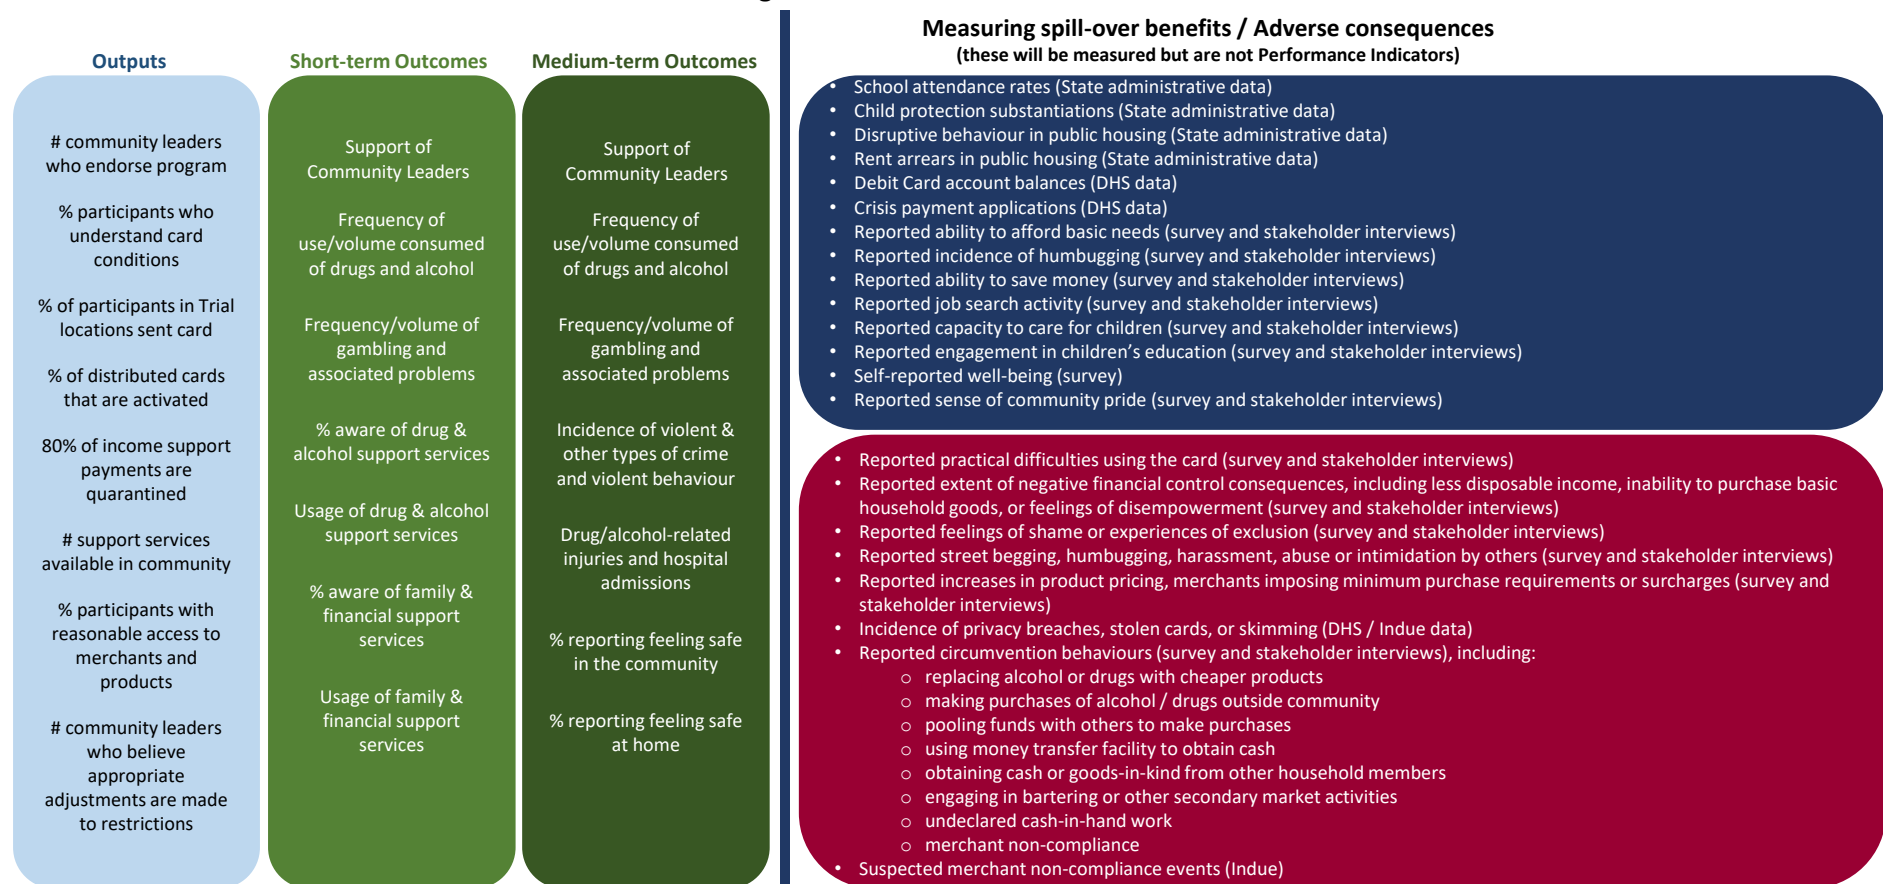 Outputs
# community leaders
who endorse program
% participants who
understand card
conditions
% of participants in Trial
locations sent card
% of distributed cards
that are activated
80% of income support
payments are
quarantined
# support services
available in community
% participants with
reasonable access to
merchants and
products
# community leaders
who believe
appropriate
adjustments are made
to restrictions
Short-term Outcomes
Support of
Community Leaders
Frequency of
use/volume consumed
of drugs and alcohol
Frequency/volume of
gambling and
associated problems
% aware of drug &
alcohol support services
Usage of drug & alcohol
support services
% aware of family &
financial support
services
Usage of family &
financial support
services
Medium-term Outcomes
Support of
Community Leaders
Frequency of
use/volume consumed
of drugs and alcohol
Frequency/volume of
gambling and
associated problems
Incidence of violent &
other types of crime
and violent behaviour
Drug/alcohol-related
injuries and hospital
admissions
% reporting feeling safe
in the community
% reporting feeling safe
at home
Measuring spill-over benefits / Adverse consequences
(these will be measured but are not Performance Indicators)
• School attendance rates (State administrative data)
• Child protection substantiations (State administrative data)
• Disruptive behaviour in public housing (State administrative data)
• Rent arrears in public housing (State administrative data)
• Debit Card account balances (DHS data)
• Crisis payment applications (DHS data)
• Reported ability to afford basic needs (survey and stakeholder interviews)
• Reported incidence of humbugging (survey and stakeholder interviews)
• Reported ability to save money (survey and stakeholder interviews)
• Reported job search activity (survey and stakeholder interviews)
• Reported capacity to care for children (survey and stakeholder interviews)
• Reported engagement in children's education (survey and stakeholder interviews)
• Self-reported well-being (survey)
• Reported sense of community pride (survey and stakeholder interviews)
• Reported practical difficulties using the card (survey and stakeholder interviews)
• Reported extent of negative financial control consequences, including less disposable income, inability to purchase basic
household goods, or feelings of disempowerment (survey and stakeholder interviews)
• Reported feelings of shame or experiences of exclusion (survey and stakeholder interviews)
• Reported street begging, humbugging, harassment, abuse or intimidation by others (survey and stakeholder interviews)
• Reported increases in product pricing, merchants imposing minimum purchase requirements or surcharges (survey and
stakeholder interviews)
• Incidence of privacy breaches, stolen cards, or skimming (DHS / Indue data)
• Reported circumvention behaviours (survey and stakeholder interviews), including:
o replacing alcohol or drugs with cheaper products
o making purchases of alcohol / drugs outside community
o pooling funds with others to make purchases
o using money transfer facility to obtain cash
o obtaining cash or goods-in-kind from other household members
o engaging in bartering or other secondary market activities
o undeclared cash-in-hand work
o merchant non-compliance
• Suspected merchant non-compliance events (Indue)